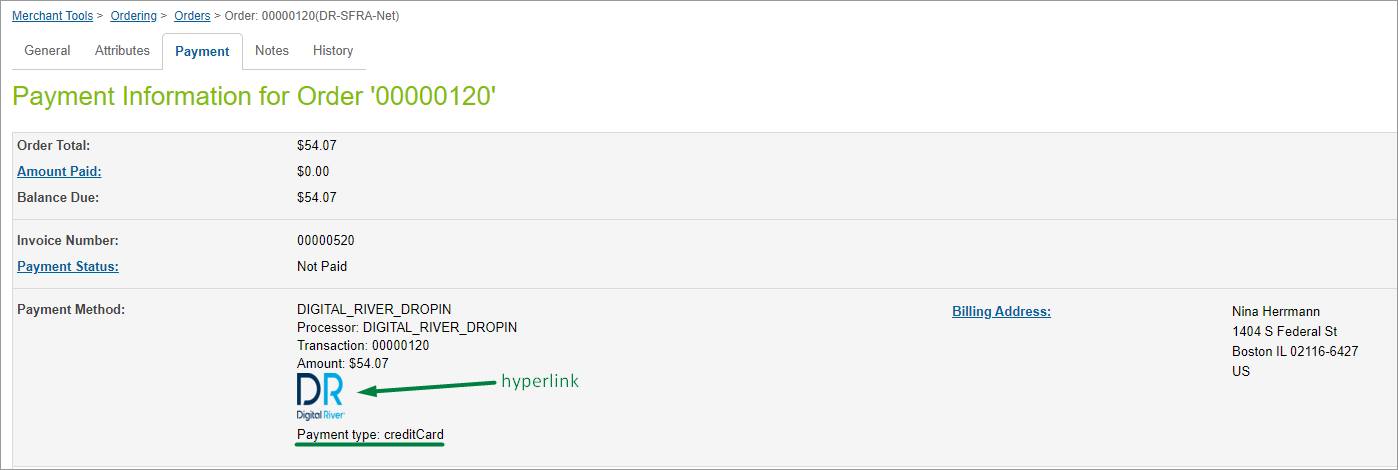 Merchant Tools > Ordering > Orders > Order: 00000120(DR-SFRA-Net)
General Attributes Payment Notes History
Payment Information for Order '00000120'
Order Total: $54.07
Amount Paid: $0.00
Balance Due: $54.07
Invoice Number: 00000520
Payment Status: Not Paid
Payment Method: DIGITAL_RIVER_DROPIN
Processor: DIGITAL_RIVER_DROPIN
Transaction: 00000120
Amount: $54.07
DR
Digital River
hyperlink
Payment type: creditCard
Billing Address: Nina Herrmann
1404 S Federal St
Boston IL 02116-6427
US